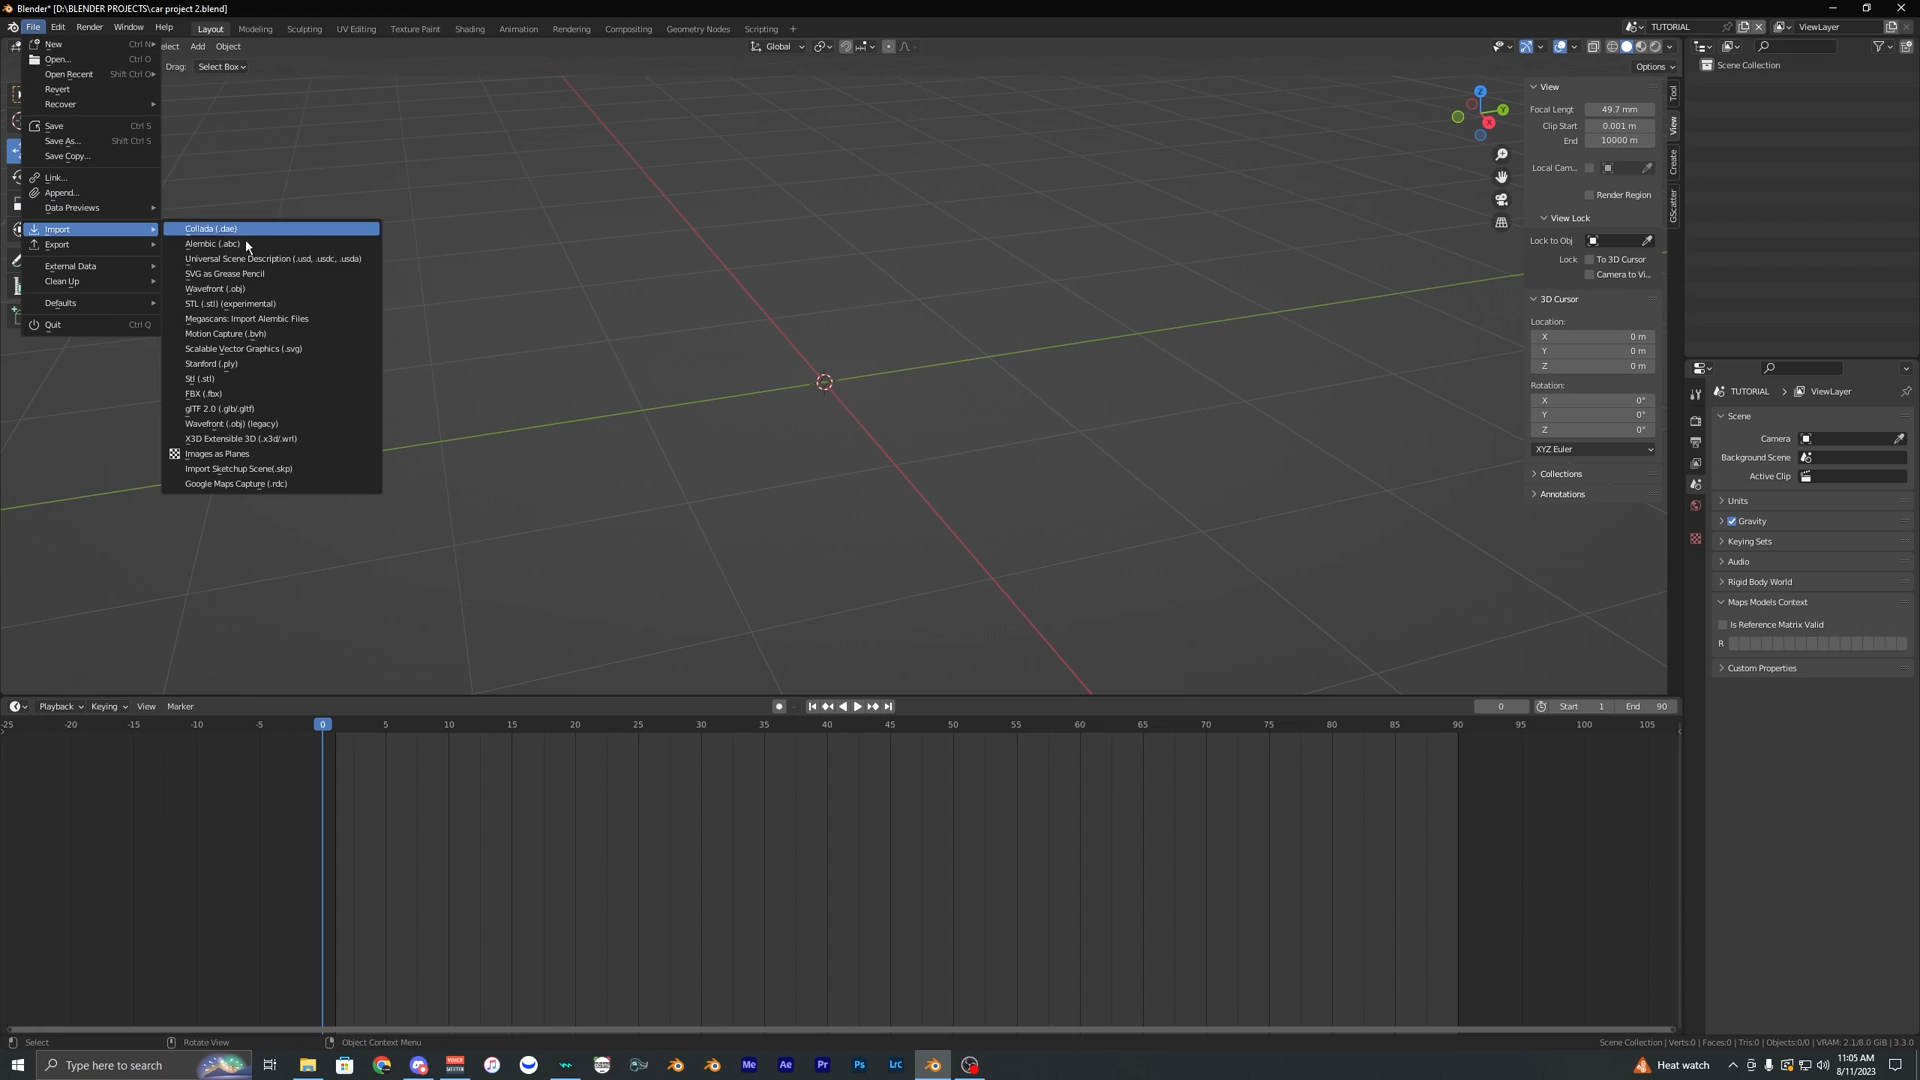 Blender* [D:\BLENDER PROJECTS\car project 2.blend]
File Edit Render Window Help Layout Modeling Sculpting UV Editing Texture Paint Shading Animation Rendering Compositing Geometry Nodes Scripting + TUTORIAL ViewLayer
elect Add Object Global
Drag: Select Box Options
New Ctrl N
Open... Ctrl O
Open Recent Shift Ctrl O
Revert
Recover
Save Ctrl S
Save As... Shift Ctrl S
Save Copy...
Link...
Append...
Data Previews
Import
Export
External Data
Clean Up
Defaults
Quit Ctrl Q
Collada (.dae)
Alembic (.abc)
Universal Scene Description (.usd, .usdc, .usda)
SVG as Grease Pencil
Wavefront (.obj)
STL (.stl) (experimental)
Megascans: Import Alembic Files
Motion Capture (.bvh)
Scalable Vector Graphics (.svg)
Stanford (.ply)
Stl (.stl)
FBX (.fbx)
glTF 2.0 (.glb/.gltf)
Wavefront (.obj) (legacy)
X3D Extensible 3D (.x3d/.wrl)
Images as Planes
Import Sketchup Scene(.skp)
Google Maps Capture (.rdc)
Z
Y
X
View
Focal Lengt 49.7 mm
Clip Start 0.001 m
End 10000 m
Local Cam...
Render Region
View Lock
Lock to Obj
Lock To 3D Cursor
Camera to Vi...
3D Cursor
Location:
X 0 m
Y 0 m
Z 0 m
Rotation:
X 0°
Y 0°
Z 0°
XYZ Euler
Collections
Annotations
Tool
View
Create
GScatter
Scene Collection
TUTORIAL > ViewLayer
Scene
Camera
Background Scene
Active Clip
Units
Gravity
Keying Sets
Audio
Rigid Body World
Maps Models Context
Is Reference Matrix Valid
R
Custom Properties
Playback Keying View Marker 0 Start 1 End 90
-25 -20 -15 -10 -5 0 5 10 15 20 25 30 35 40 45 50 55 60 65 70 75 80 85 90 95 100 105
Select Rotate View Object Context Menu Scene Collection | Verts:0 | Faces:0 | Tris:0 | Objects:0/0 | VRAM: 2.1/8.0 GiB | 3.3.0
Type here to search Me Ae Pr Ps Lrc Heat watch
11:05 AM
8/11/2023